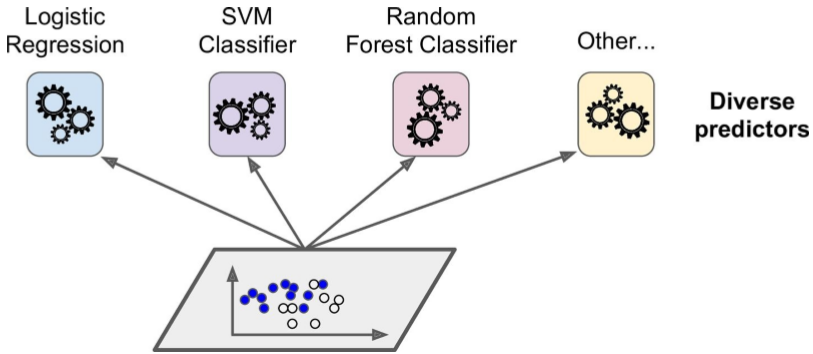 Logistic
Regression
SVM
Classifier
Random
Forest Classifier
Other...
Diverse
predictors